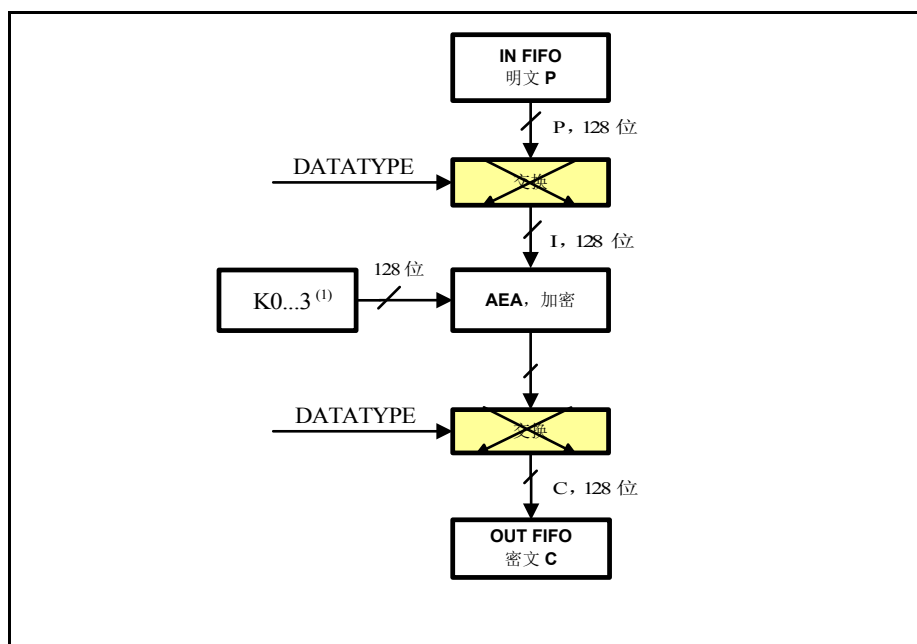 IN FIFO
明文 P
P，128 位
DATATYPE
交换
I，128 位
128 位
K0...3 (1)
AEA，加密
DATATYPE
交换
C，128 位
OUT FIFO
密文 C